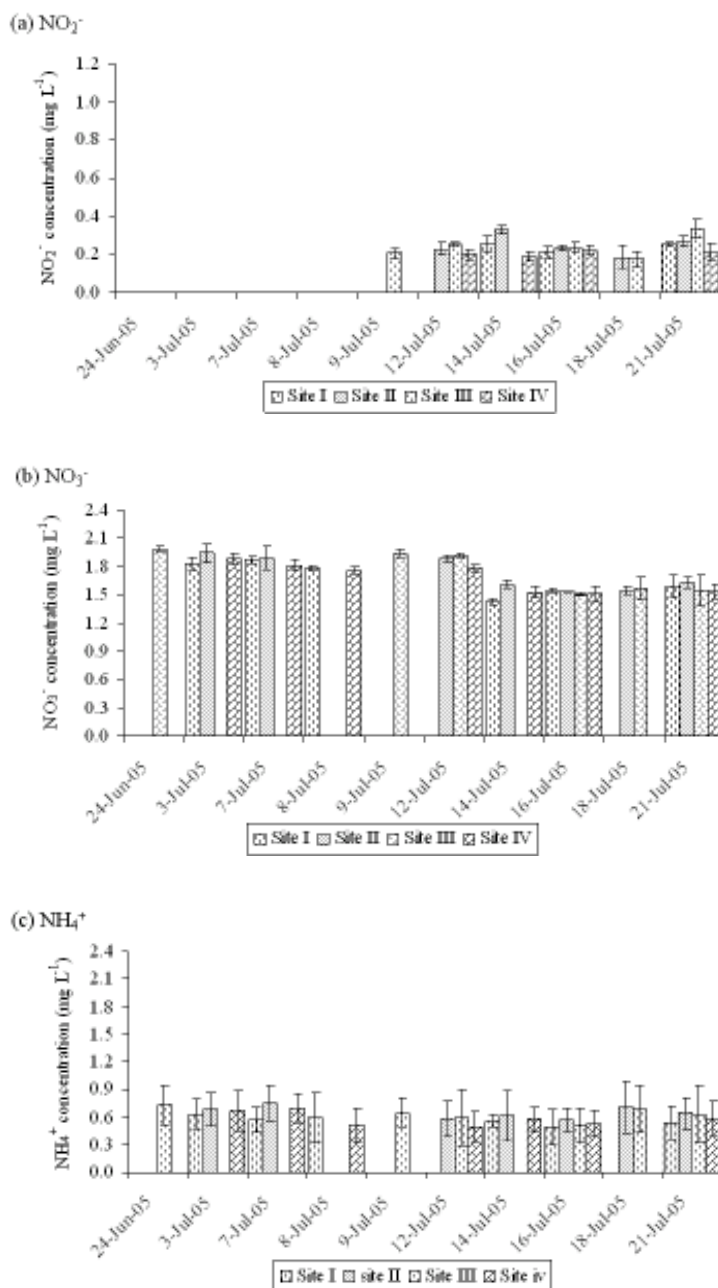 (a) NO₂⁻
NO₂⁻ concentration (mg L⁻¹)
1.2
1.0
0.8
0.6
0.4
0.2
0.0
24-Jun-05
3-Jul-05
7-Jul-05
8-Jul-05
9-Jul-05
12-Jul-05
14-Jul-05
16-Jul-05
18-Jul-05
21-Jul-05
Site I Site II Site III Site IV
(b) NO₃⁻
NO₃⁻ concentration (mg L⁻¹)
2.4
2.1
1.8
1.5
1.2
0.9
0.6
0.3
0.0
24-Jun-05
3-Jul-05
7-Jul-05
8-Jul-05
9-Jul-05
12-Jul-05
14-Jul-05
16-Jul-05
18-Jul-05
21-Jul-05
Site I Site II Site III Site IV
(c) NH₄⁺
NH₄⁺ concentration (mg L⁻¹)
2.4
2.1
1.8
1.5
1.2
0.9
0.6
0.3
0.0
24-Jun-05
3-Jul-05
7-Jul-05
8-Jul-05
9-Jul-05
12-Jul-05
14-Jul-05
16-Jul-05
18-Jul-05
21-Jul-05
Site I site II Site III Site iv